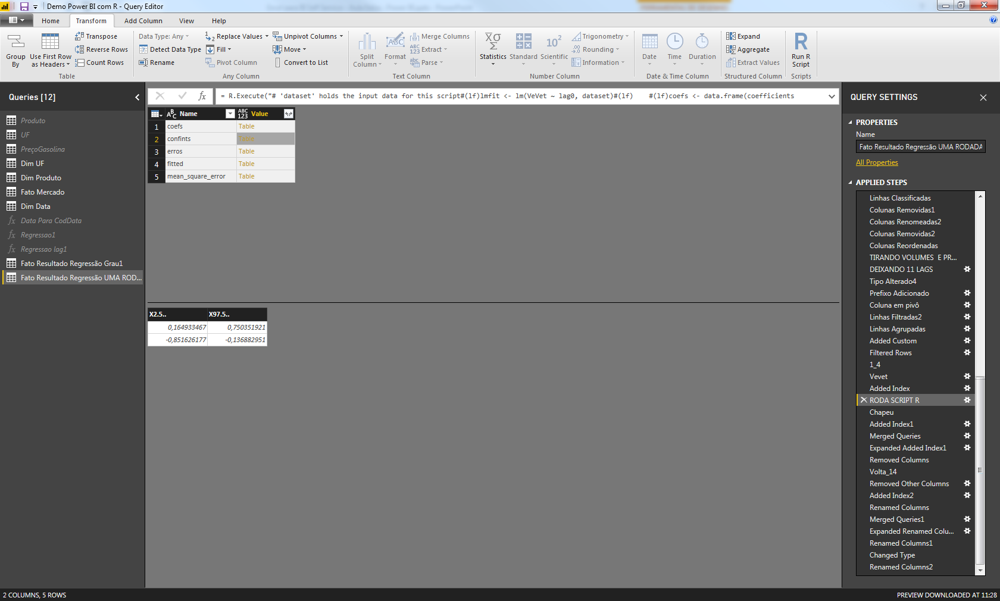 Demo Power BI com R - Query Editor
Home Transform Add Column View Help
Group By
Use First Row as Headers
Transpose
Reverse Rows
Count Rows
Table
Data Type: Any
Detect Data Type
Rename
Replace Values
Fill
Pivot Column
Unpivot Columns
Move
Convert to List
Any Column
Split Column
Format
Merge Columns
Extract
Parse
Text Column
Statistics
Standard
Scientific
Trigonometry
Rounding
Information
Number Column
Date
Time
Duration
Date & Time Column
Expand
Aggregate
Extract Values
Structured Column
Run R Script
Scripts
Queries [12]
Produto
UF
PreçoGasolina
Dim UF
Dim Produto
Fato Mercado
Dim Data
Data Para CodData
Regressao1
Regressao lag1
Fato Resultado Regressão Grau1
Fato Resultado Regressão UMA ROD...
= R.Execute("# 'dataset' holds the input data for this script#(lf)lmfit <- lm(VeVet ~ lag0, dataset)#(lf)    #(lf)coefs <- data.frame(coefficients
Name Value
1 coefs Table
2 confints Table
3 erros Table
4 fitted Table
5 mean_square_error Table
X2.5.. X97.5..
0,164933467 0,750351921
-0,851626177 -0,136882951
QUERY SETTINGS
PROPERTIES
Name
Fato Resultado Regressão UMA RODADA
All Properties
APPLIED STEPS
Linhas Classificadas
Colunas Removidas1
Colunas Renomeadas2
Colunas Removidas2
Colunas Reordenadas
TIRANDO VOLUMES  E PR...
DEIXANDO 11 LAGS
Tipo Alterado4
Prefixo Adicionado
Coluna em pivô
Linhas Filtradas2
Linhas Agrupadas
Added Custom
Filtered Rows
1_4
Vevet
Added Index
RODA SCRIPT R
Chapeu
Added Index1
Merged Queries
Expanded Added Index1
Removed Columns
Volta_14
Removed Other Columns
Added Index2
Renamed Columns
Merged Queries1
Expanded Renamed Colu...
Renamed Columns1
Changed Type
Renamed Columns2
2 COLUMNS, 5 ROWS
PREVIEW DOWNLOADED AT 11:28